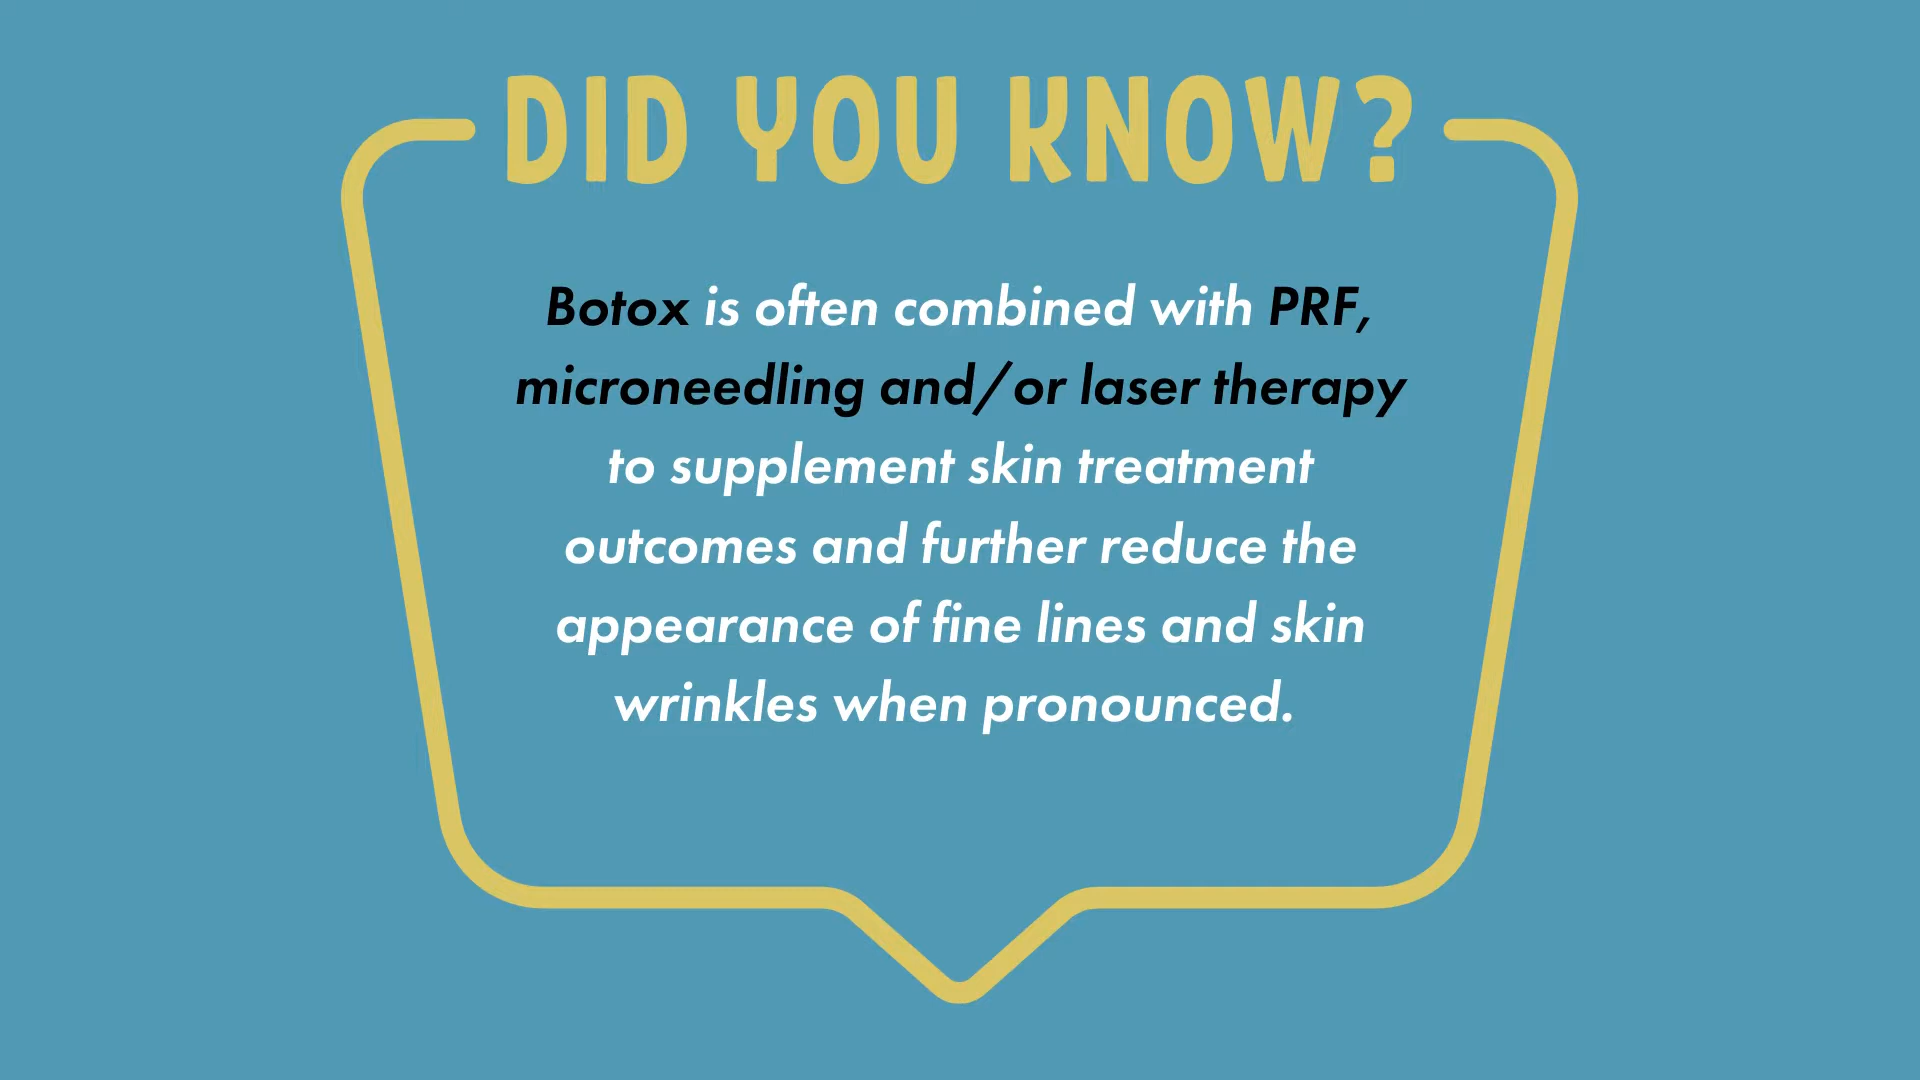 DID YOU KNOW?
Botox is often combined with PRF,
microneedling and/or laser therapy
to supplement skin treatment
outcomes and further reduce the
appearance of fine lines and skin
wrinkles when pronounced.